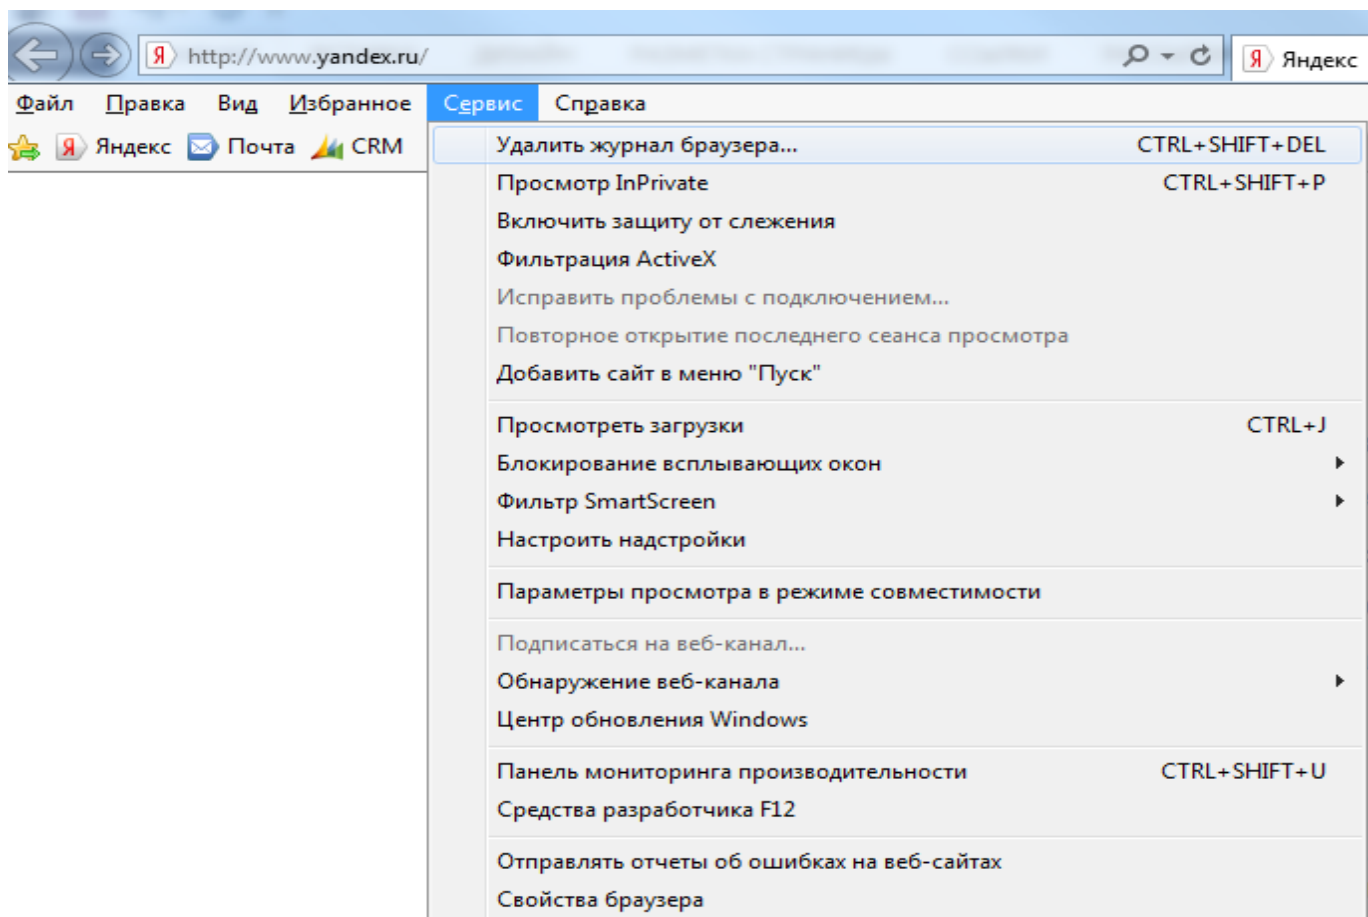 Я http://www.yandex.ru/ Я Яндекс
Файл Правка Вид Избранное Сервис Справка
Я Яндекс Почта CRM
Удалить журнал браузера... CTRL+SHIFT+DEL
Просмотр InPrivate CTRL+SHIFT+P
Включить защиту от слежения
Фильтрация ActiveX
Исправить проблемы с подключением...
Повторное открытие последнего сеанса просмотра
Добавить сайт в меню "Пуск"
Просмотреть загрузки CTRL+J
Блокирование всплывающих окон
Фильтр SmartScreen
Настроить надстройки
Параметры просмотра в режиме совместимости
Подписаться на веб-канал...
Обнаружение веб-канала
Центр обновления Windows
Панель мониторинга производительности CTRL+SHIFT+U
Средства разработчика F12
Отправлять отчеты об ошибках на веб-сайтах
Свойства браузера